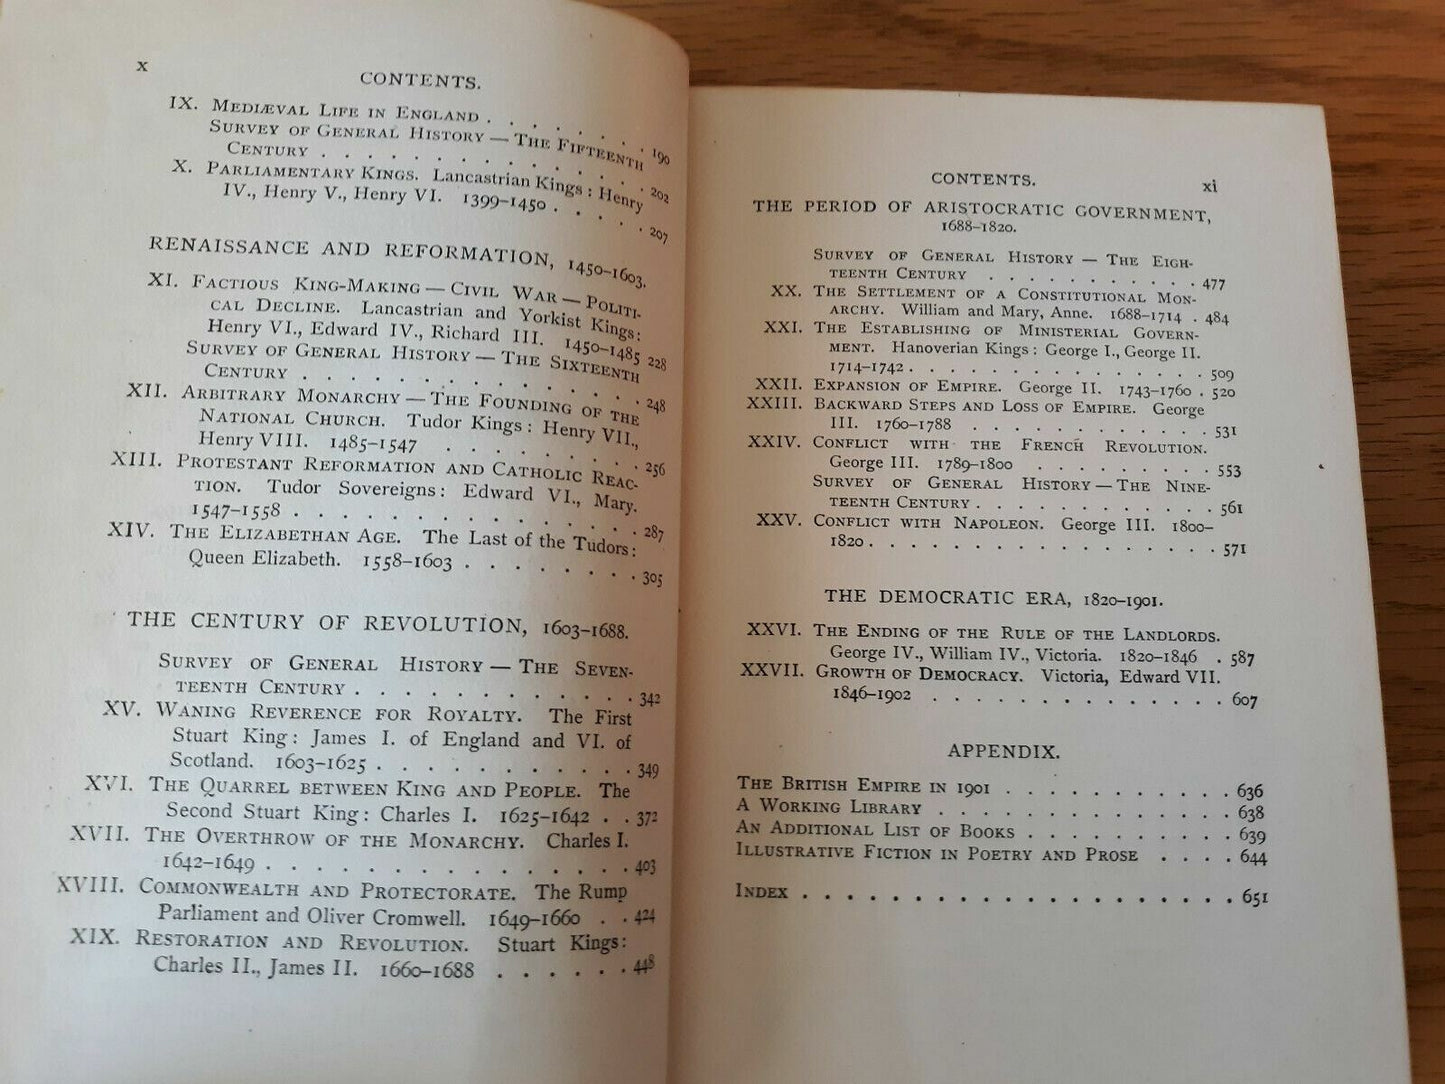 x
CONTENTS.
IX. MEDIÆVAL LIFE IN ENGLAND . . . . . . . . 190
SURVEY OF GENERAL HISTORY — THE FIFTEENTH
CENTURY . . . . . . . . . . . . 202
X. PARLIAMENTARY KINGS. Lancastrian Kings: Henry
IV., Henry V., Henry VI. 1399–1450 . . . . . 207
RENAISSANCE AND REFORMATION, 1450–1603.
XI. FACTIOUS KING-MAKING — CIVIL WAR — POLITI-
CAL DECLINE. Lancastrian and Yorkist Kings:
Henry VI., Edward IV., Richard III. 1450–1485 228
SURVEY OF GENERAL HISTORY — THE SIXTEENTH
CENTURY . . . . . . . . . . . . 248
XII. ARBITRARY MONARCHY — THE FOUNDING OF THE
NATIONAL CHURCH. Tudor Kings: Henry VII.,
Henry VIII. 1485–1547 . . . . . . . . 256
XIII. PROTESTANT REFORMATION AND CATHOLIC REAC-
TION. Tudor Sovereigns: Edward VI., Mary.
1547–1558 . . . . . . . . . . . . . 287
XIV. THE ELIZABETHAN AGE. The Last of the Tudors:
Queen Elizabeth. 1558–1603 . . . . . . . 305
THE CENTURY OF REVOLUTION, 1603–1688.
SURVEY OF GENERAL HISTORY — THE SEVEN-
TEENTH CENTURY . . . . . . . . . . . 342
XV. WANING REVERENCE FOR ROYALTY. The First
Stuart King: James I. of England and VI. of
Scotland. 1603–1625 . . . . . . . . . . 349
XVI. THE QUARREL BETWEEN KING AND PEOPLE. The
Second Stuart King: Charles I. 1625–1642 . . 372
XVII. THE OVERTHROW OF THE MONARCHY. Charles I.
1642–1649 . . . . . . . . . . . . . . 403
XVIII. COMMONWEALTH AND PROTECTORATE. The Rump
Parliament and Oliver Cromwell. 1649–1660 . . 424
XIX. RESTORATION AND REVOLUTION. Stuart Kings:
Charles II., James II. 1660–1688 . . . . . . 448
CONTENTS. xi
THE PERIOD OF ARISTOCRATIC GOVERNMENT,
1688–1820.
SURVEY OF GENERAL HISTORY — THE EIGH-
TEENTH CENTURY . . . . . . . . . . 477
XX. THE SETTLEMENT OF A CONSTITUTIONAL MON-
ARCHY. William and Mary, Anne. 1688–1714 . 484
XXI. THE ESTABLISHING OF MINISTERIAL GOVERN-
MENT. Hanoverian Kings: George I., George II.
1714–1742 . . . . . . . . . . . . . . 509
XXII. EXPANSION OF EMPIRE. George II. 1743–1760 . 520
XXIII. BACKWARD STEPS AND LOSS OF EMPIRE. George
III. 1760–1788 . . . . . . . . . . . 531
XXIV. CONFLICT WITH THE FRENCH REVOLUTION.
George III. 1789–1800 . . . . . . . . . 553
SURVEY OF GENERAL HISTORY — THE NINE-
TEENTH CENTURY . . . . . . . . . . . 561
XXV. CONFLICT WITH NAPOLEON. George III. 1800–
1820 . . . . . . . . . . . . . . . . 571
THE DEMOCRATIC ERA, 1820–1901.
XXVI. THE ENDING OF THE RULE OF THE LANDLORDS.
George IV., William IV., Victoria. 1820–1846 . 587
XXVII. GROWTH OF DEMOCRACY. Victoria, Edward VII.
1846–1902 . . . . . . . . . . . . . 607
APPENDIX.
THE BRITISH EMPIRE IN 1901 . . . . . . . . . . . 636
A WORKING LIBRARY . . . . . . . . . . . . . 638
AN ADDITIONAL LIST OF BOOKS . . . . . . . . . . 639
ILLUSTRATIVE FICTION IN POETRY AND PROSE . . . . 644
INDEX . . . . . . . . . . . . . . . . . . . 651